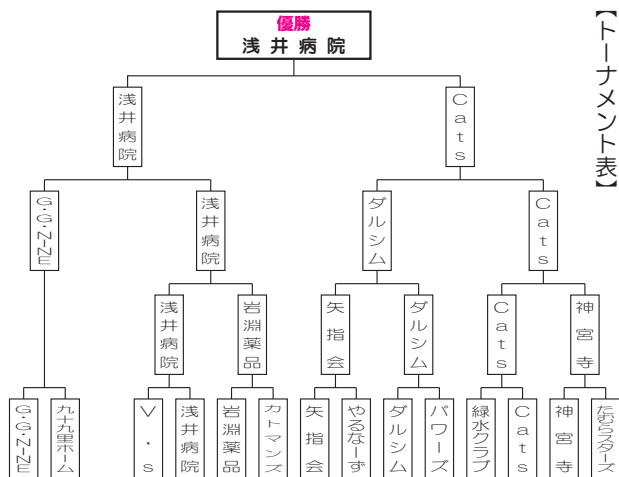 【トーナメント表】
優勝
浅井病院
浅井病院
Cats
G・G・NINE
浅井病院
ダルシム
Cats
浅井病院
岩淵薬品
矢指会
ダルシム
Cats
神宮寺
G・G・NINE
九十九里ホーム
V・s
浅井病院
岩淵薬品
カトマンズ
矢指会
やるなーず
ダルシム
パワーズ
緑水クラブ
Cats
神宮寺
たおらスターズ